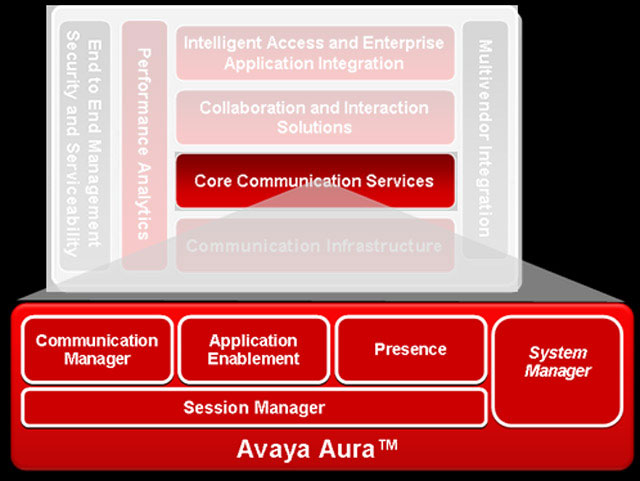 End to End Management
Security and Serviceability
Performance Analytics
Intelligent Access and Enterprise
Application Integration
Collaboration and Interaction
Solutions
Core Communication Services
Communication Infrastructure
Multivendor Integration
Communication
Manager
Application
Enablement
Presence
System
Manager
Session Manager
Avaya Aura™